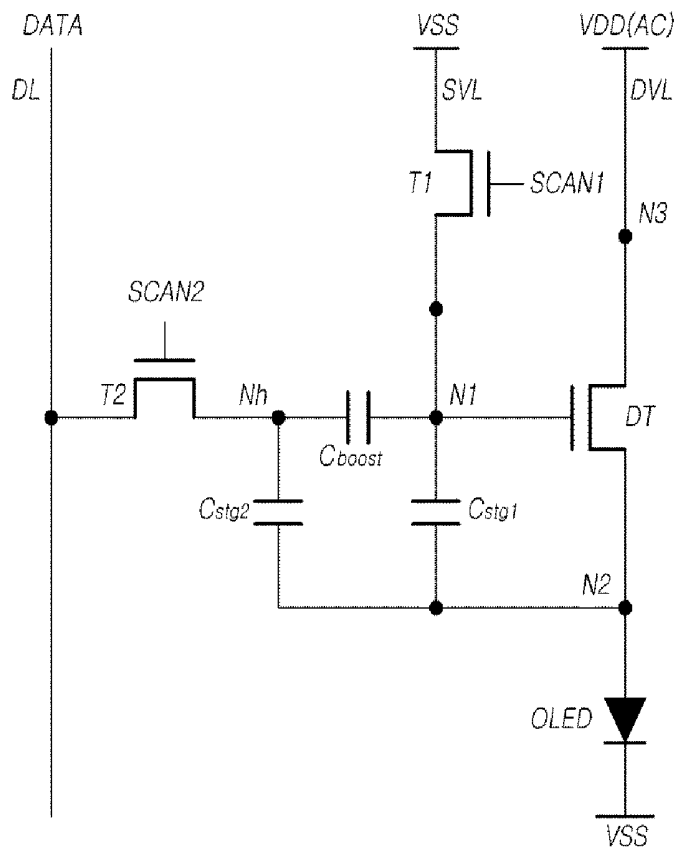 DATA
VSS
VDD(AC)
DL
SVL
DVL
T1
SCAN1
N3
SCAN2
T2
Nh
N1
Cboost
DT
Cstg2
Cstg1
N2
OLED
VSS